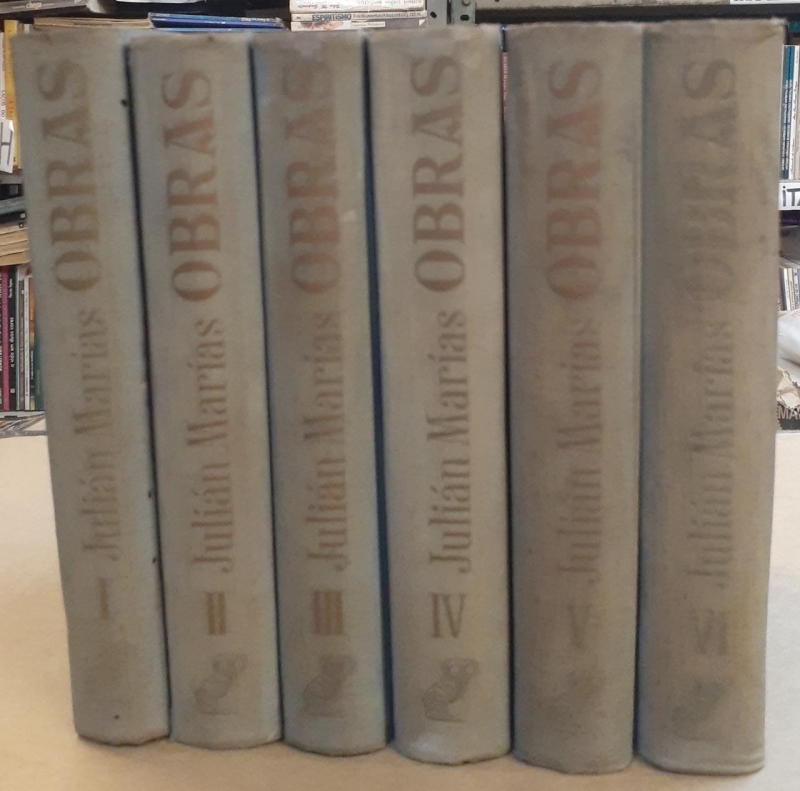 ESPIRITISMO
I Julián Marías OBRAS
II Julián Marías OBRAS
III Julián Marías OBRAS
IV Julián Marías OBRAS
V Julián Marías OBRAS
VI Julián Marías OBRAS